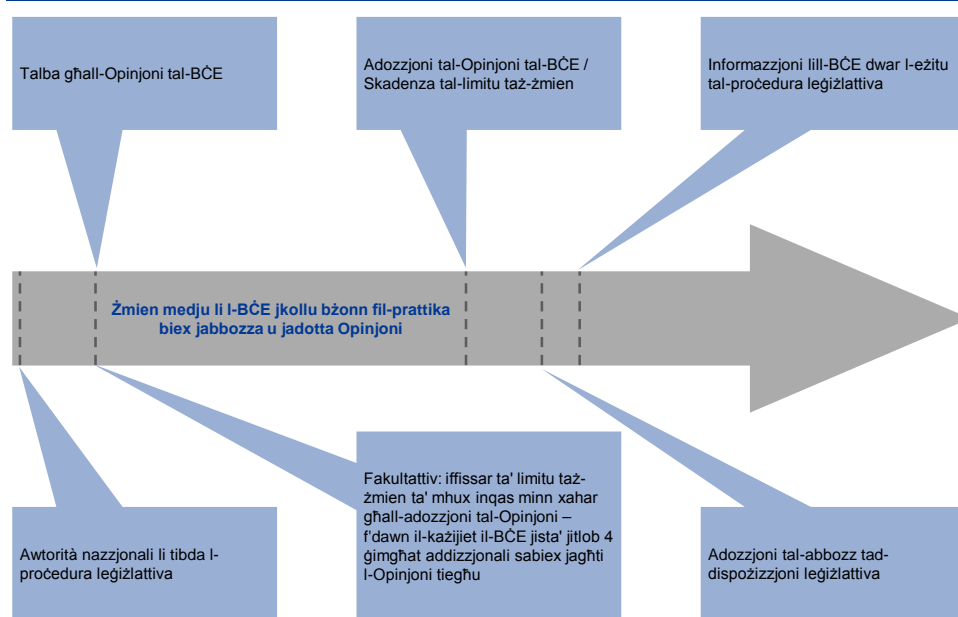 Talba għall-Opinjoni tal-BĊE
Adozzjoni tal-Opinjoni tal-BĊE /
Skadenza tal-limitu taż-żmien
Informazzjoni lill-BĊE dwar l-eżitu
tal-proċedura leġiżlattiva
Żmien medju li l-BĊE jkollu bżonn fil-prattika
biex jabbozza u jadotta Opinjoni
Awtorità nazzjonali li tibda l-
proċedura leġiżlattiva
Fakultattiv: iffissar ta' limitu taż-
żmien ta' mhux inqas minn xahar
għall-adozzjoni tal-Opinjoni –
f'dawn il-każijiet il-BĊE jista' jitlob 4
ġimgħat addizzjonali sabiex jagħti
l-Opinjoni tiegħu
Adozzjoni tal-abbozz tad-
dispożizzjoni leġiżlattiva